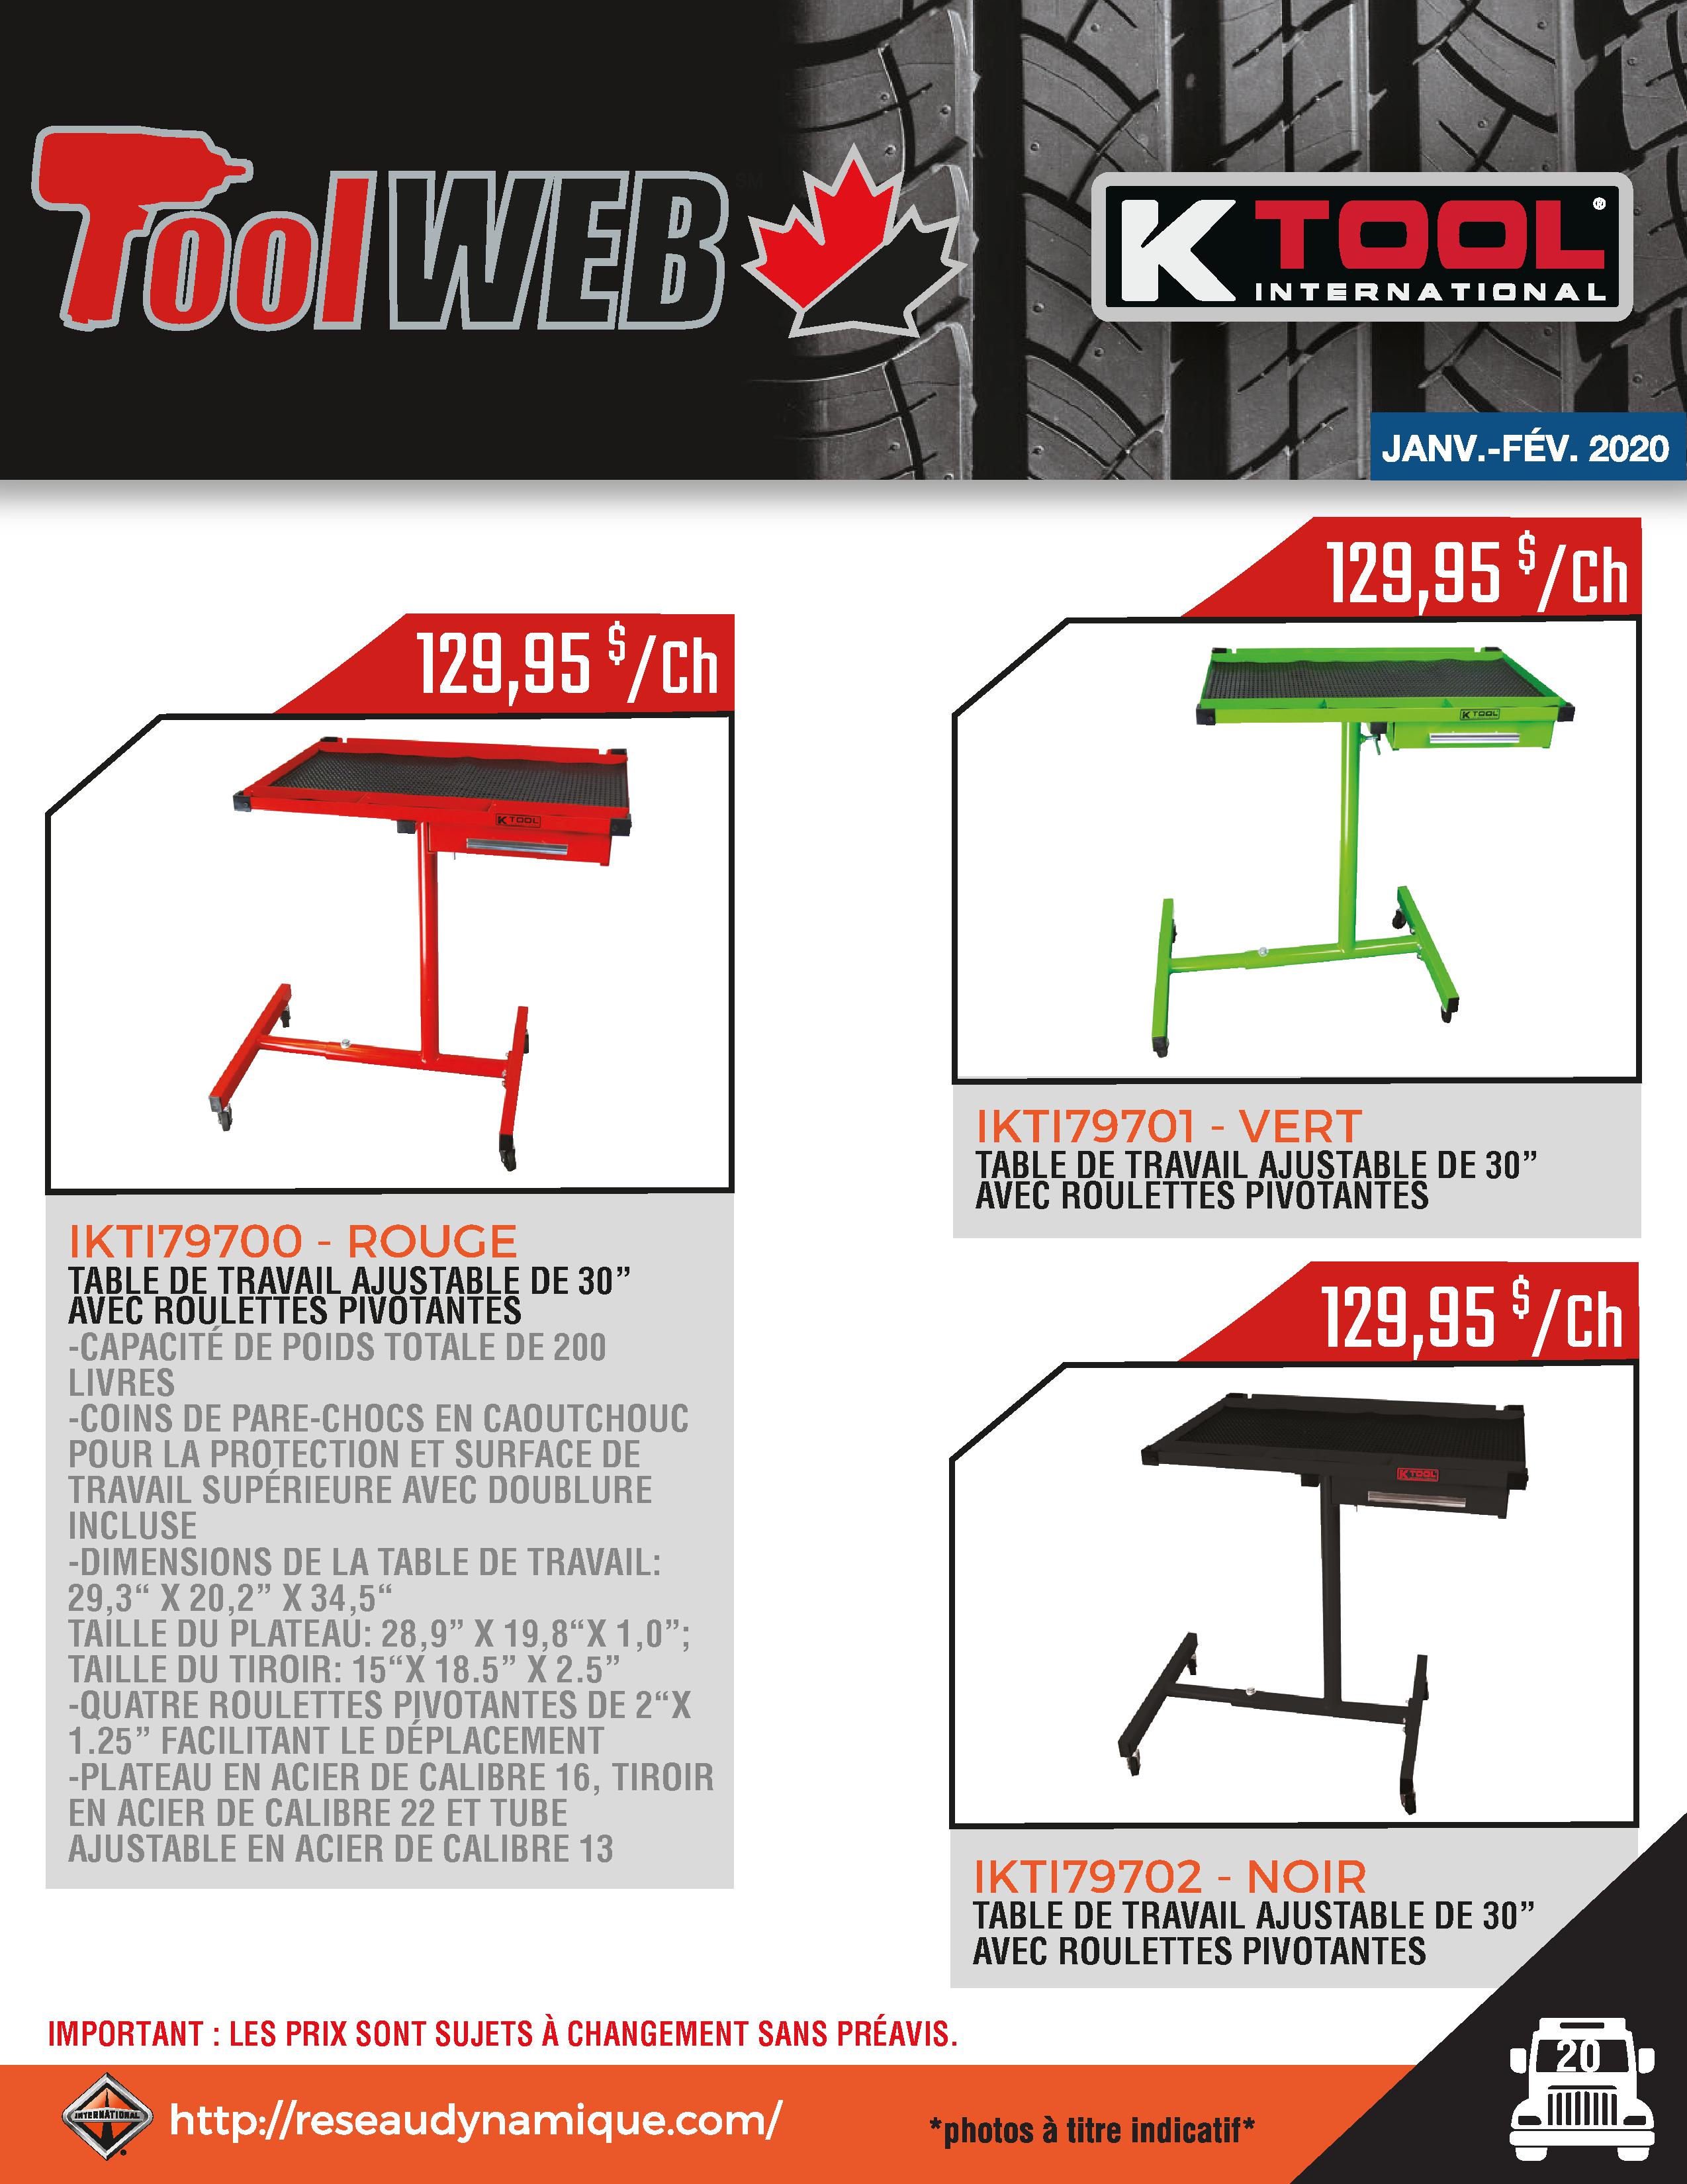 Tool WEB SM
K TOOL ®
INTERNATIONAL
JANV.-FÉV. 2020
129,95 $/Ch
K TOOL
IKTI79700 - ROUGE
TABLE DE TRAVAIL AJUSTABLE DE 30”
AVEC ROULETTES PIVOTANTES
-CAPACITÉ DE POIDS TOTALE DE 200
LIVRES
-COINS DE PARE-CHOCS EN CAOUTCHOUC
POUR LA PROTECTION ET SURFACE DE
TRAVAIL SUPÉRIEURE AVEC DOUBLURE
INCLUSE
-DIMENSIONS DE LA TABLE DE TRAVAIL:
29,3“ X 20,2” X 34,5“
TAILLE DU PLATEAU: 28,9” X 19,8“X 1,0”;
TAILLE DU TIROIR: 15“X 18.5” X 2.5”
-QUATRE ROULETTES PIVOTANTES DE 2“X
1.25” FACILITANT LE DÉPLACEMENT
-PLATEAU EN ACIER DE CALIBRE 16, TIROIR
EN ACIER DE CALIBRE 22 ET TUBE
AJUSTABLE EN ACIER DE CALIBRE 13
129,95 $/Ch
K TOOL
IKTI79701 - VERT
TABLE DE TRAVAIL AJUSTABLE DE 30”
AVEC ROULETTES PIVOTANTES
129,95 $/Ch
K TOOL
IKTI79702 - NOIR
TABLE DE TRAVAIL AJUSTABLE DE 30”
AVEC ROULETTES PIVOTANTES
IMPORTANT : LES PRIX SONT SUJETS À CHANGEMENT SANS PRÉAVIS.
INTERNATIONAL
http://reseaudynamique.com/
*photos à titre indicatif*
20